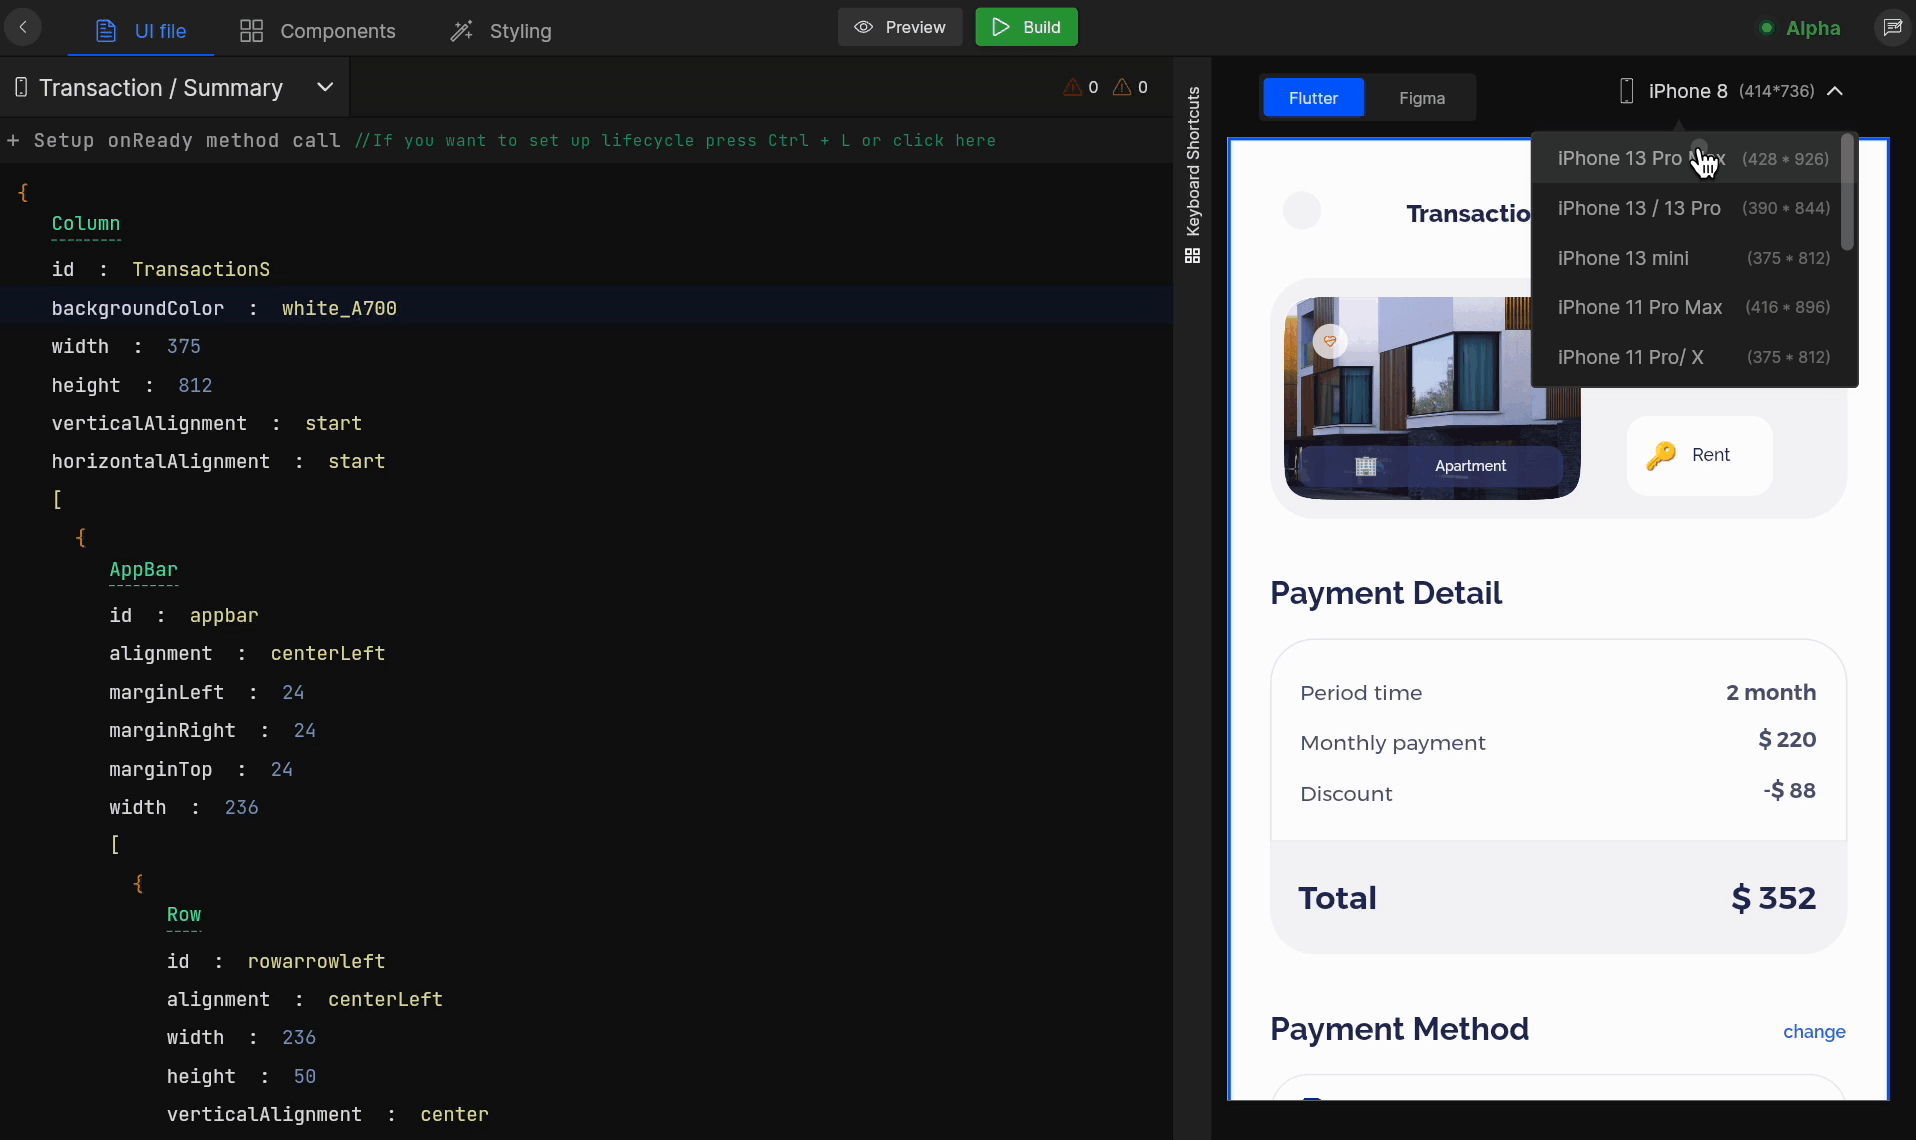 UI file
Components
Styling
Preview
Build
Alpha
Transaction / Summary
0
0
+ Setup onReady method call //If you want to set up lifecycle press Ctrl + L or click here
{
Column
id : TransactionS
backgroundColor : white_A700
width : 375
height : 812
verticalAlignment : start
horizontalAlignment : start
[
{
AppBar
id : appbar
alignment : centerLeft
marginLeft : 24
marginRight : 24
marginTop : 24
width : 236
[
{
Row
id : rowarrowleft
alignment : centerLeft
width : 236
height : 50
verticalAlignment : center
Keyboard Shortcuts
Flutter
Figma
iPhone 8 (414*736)
iPhone 13 Pro (428 * 926)
iPhone 13 / 13 Pro (390 * 844)
iPhone 13 mini (375 * 812)
iPhone 11 Pro Max (416 * 896)
iPhone 11 Pro/ X (375 * 812)
Transactio
Apartment
Rent
Payment Detail
Period time 2 month
Monthly payment $ 220
Discount -$ 88
Total $ 352
Payment Method change